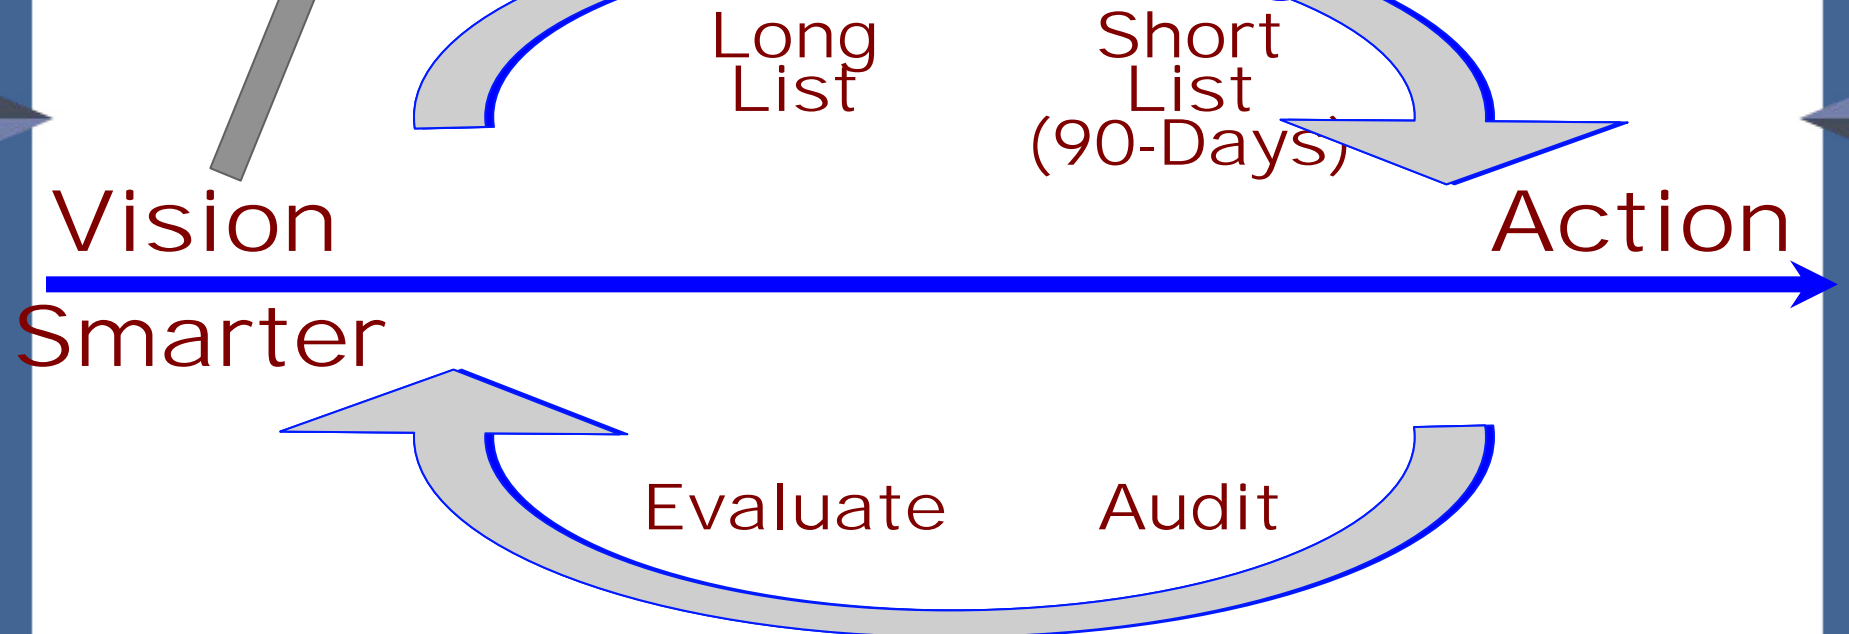 Long
List
Short
List
(90-Days)
Vision
Action
Smarter
Evaluate
Audit